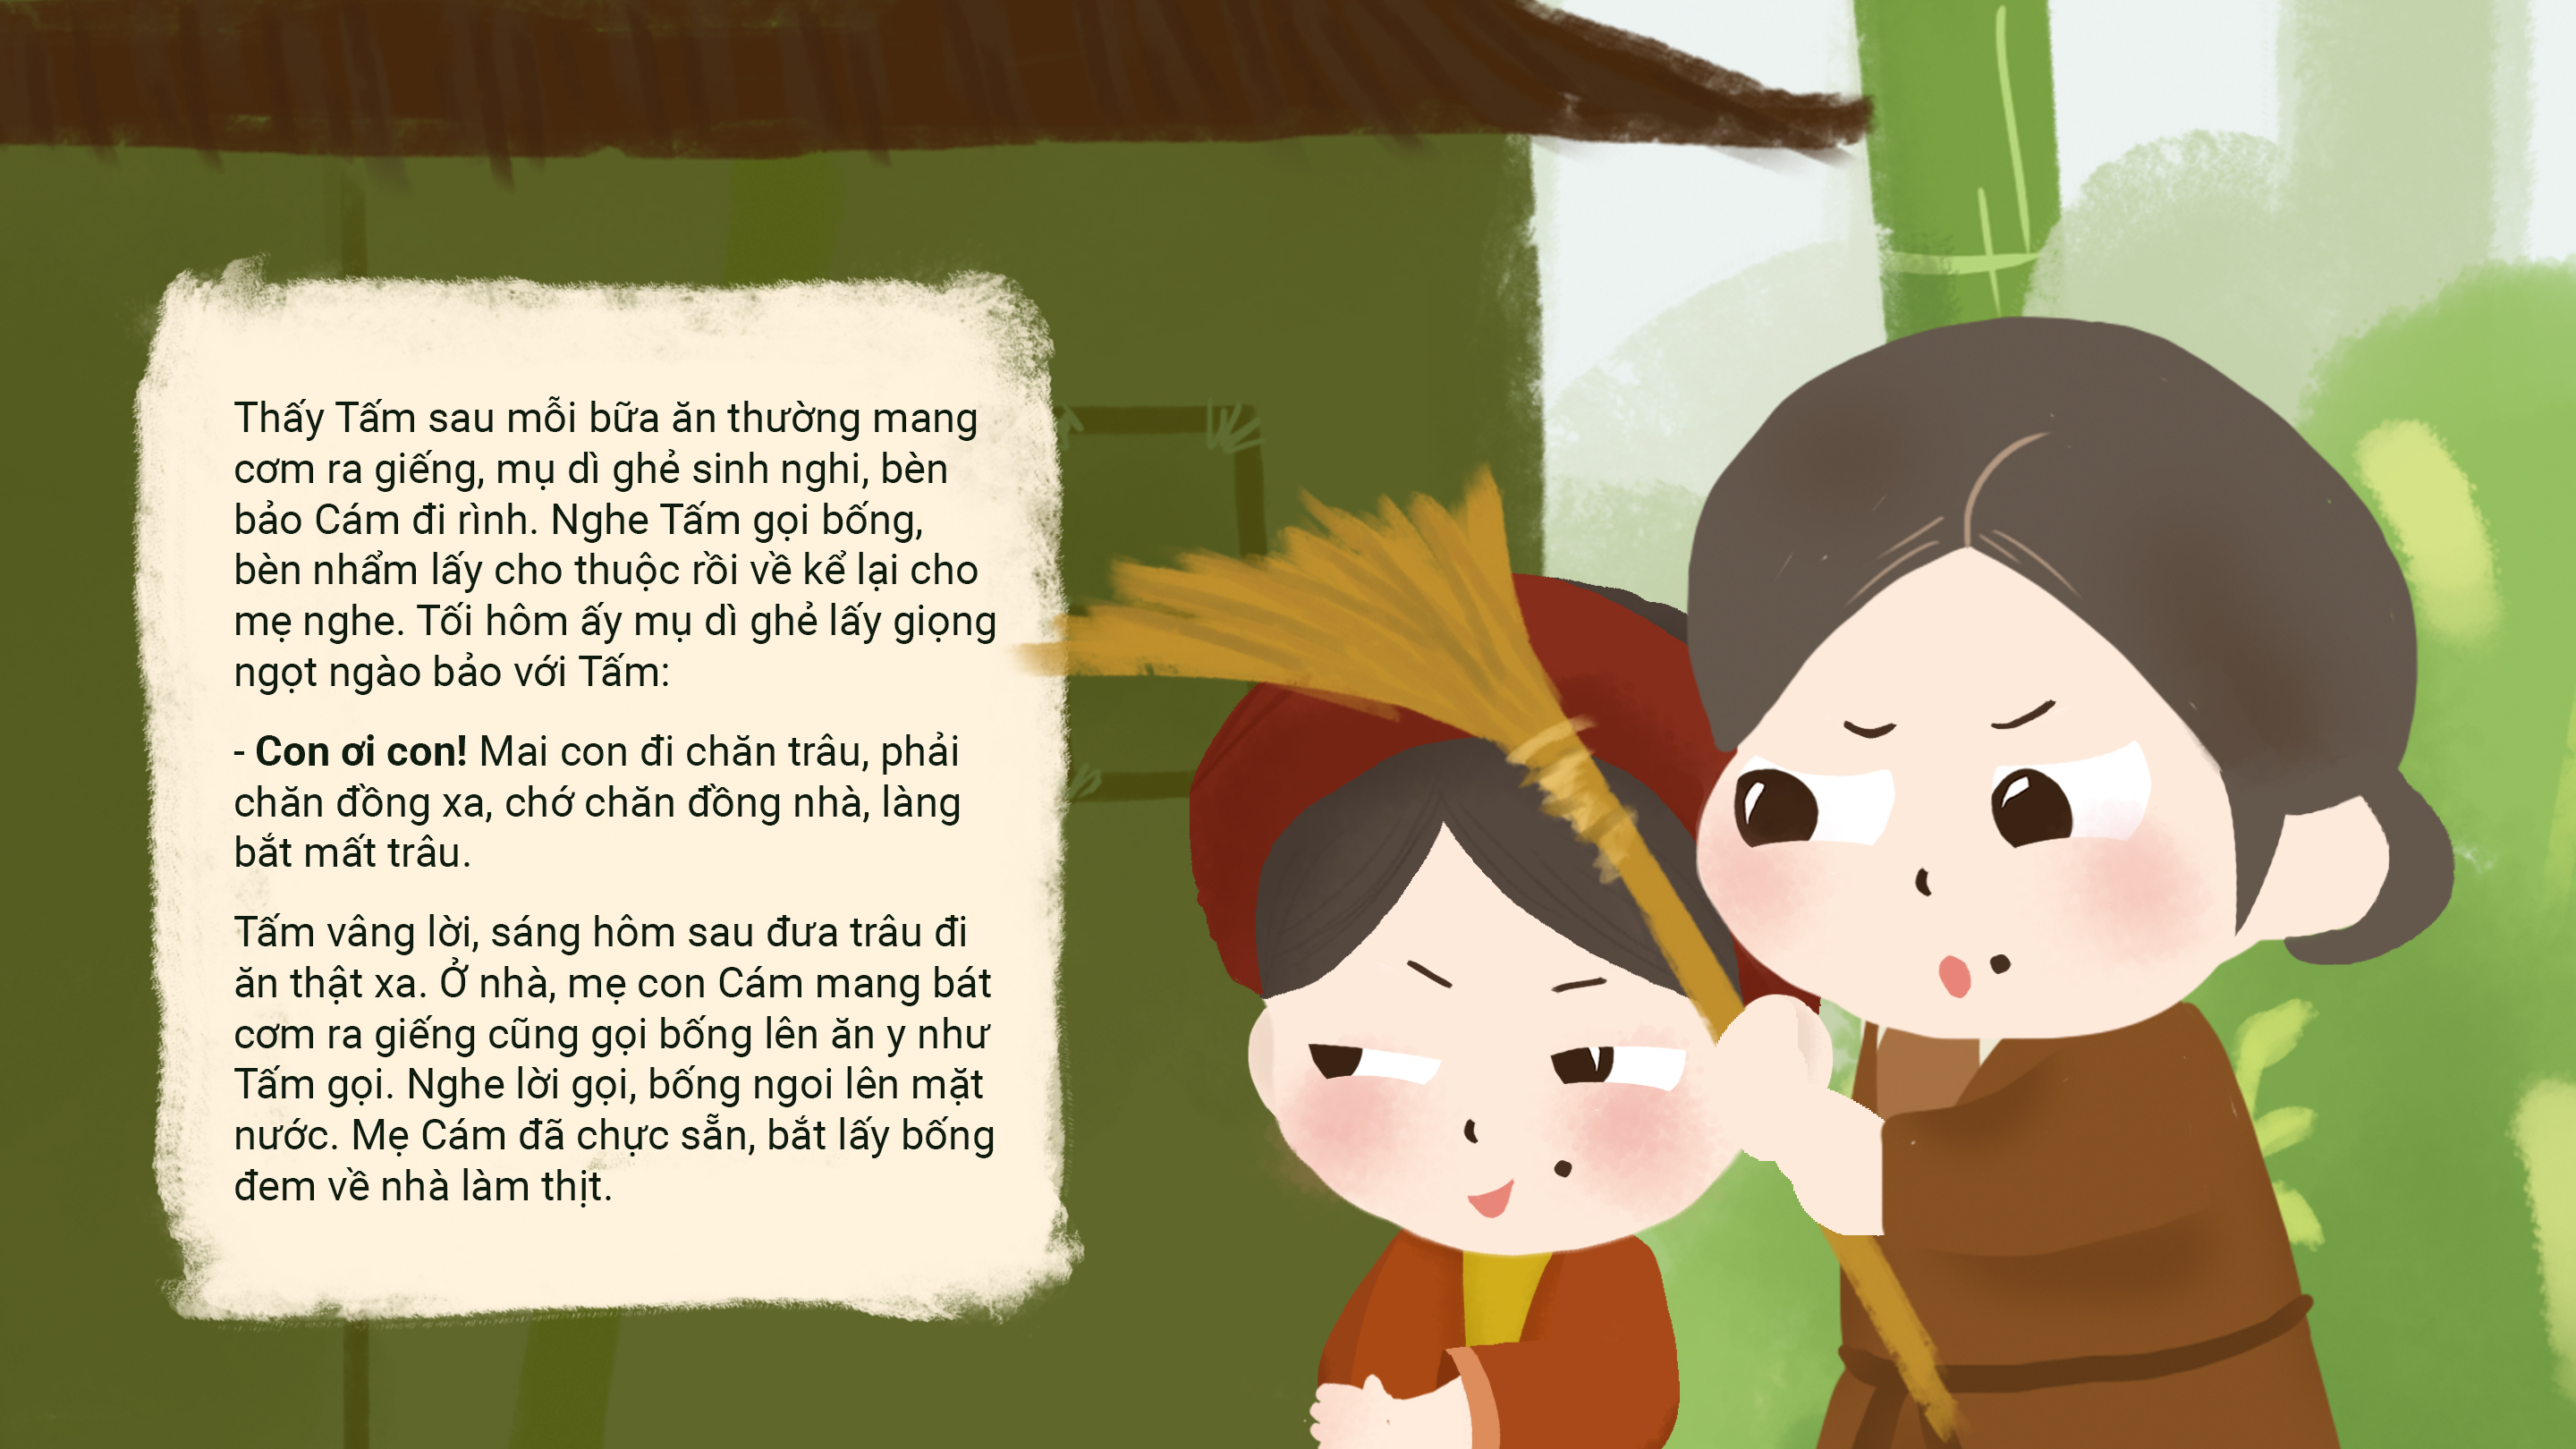 Thấy Tấm sau mỗi bữa ăn thường mang
cơm ra giếng, mụ dì ghẻ sinh nghi, bèn
bảo Cám đi rình. Nghe Tấm gọi bống,
bèn nhẩm lấy cho thuộc rồi về kể lại cho
mẹ nghe. Tối hôm ấy mụ dì ghẻ lấy giọng
ngọt ngào bảo với Tấm:
- Con ơi con! Mai con đi chăn trâu, phải
chăn đồng xa, chớ chăn đồng nhà, làng
bắt mất trâu.
Tấm vâng lời, sáng hôm sau đưa trâu đi
ăn thật xa. Ở nhà, mẹ con Cám mang bát
cơm ra giếng cũng gọi bống lên ăn y như
Tấm gọi. Nghe lời gọi, bống ngoi lên mặt
nước. Mẹ Cám đã chực sẵn, bắt lấy bống
đem về nhà làm thịt.